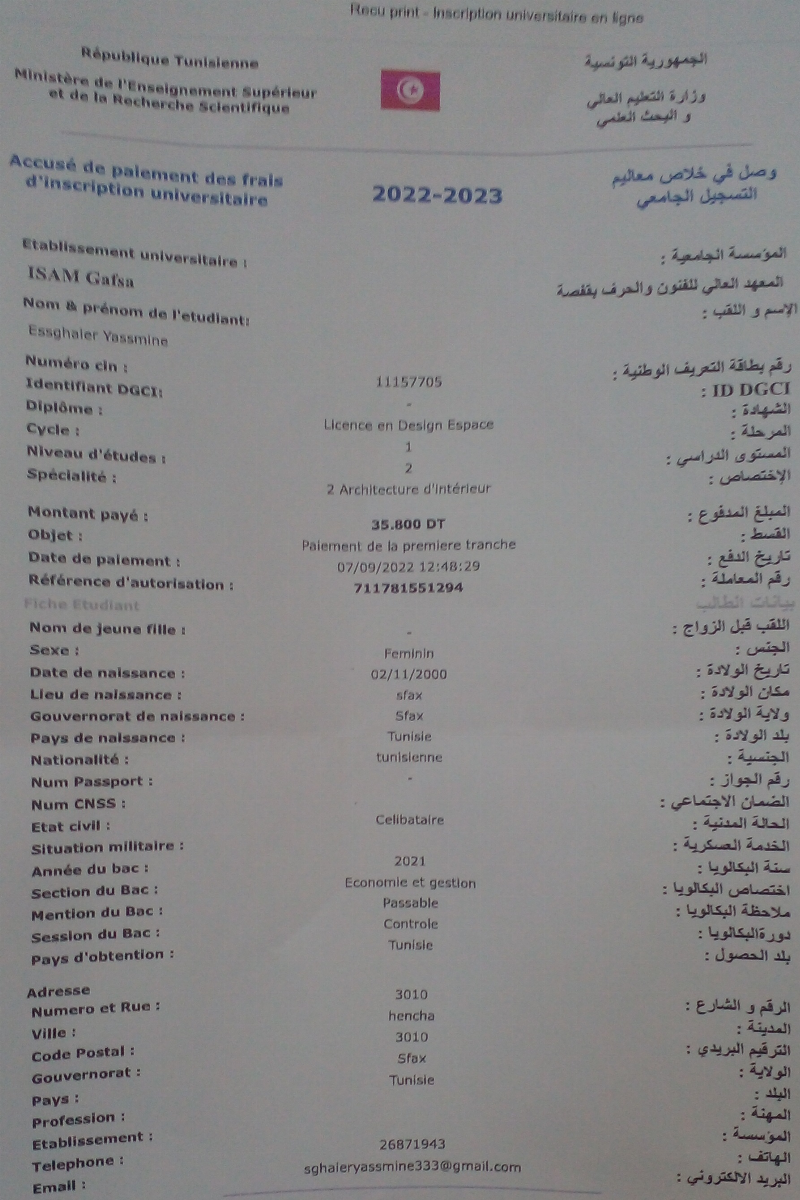 Recu print - Inscription universitaire en ligne
République Tunisienne
Ministère de l'Enseignement Supérieur
et de la Recherche Scientifique
الجمهورية التونسية
وزارة التعليم العالي
و البحث العلمي
Accusé de paiement des frais
d'inscription universitaire
2022-2023
وصل في خلاص معاليم
التسجيل الجامعي
Etablissement universitaire : المؤسسة الجامعية :
ISAM Gafsa المعهد العالي للفنون والحرف بقفصة
Nom & prénom de l'etudiant: الإسم و اللقب :
Essghaier Yassmine
Numéro cin : 11157705 رقم بطاقة التعريف الوطنية :
Identifiant DGCI: - ID DGCI :
Diplôme : Licence en Design Espace الشهادة :
Cycle : 1 المرحلة :
Niveau d'études : 2 المستوى الدراسي :
Spécialité : 2 Architecture d'intérieur الإختصاص :
Montant payé : 35.800 DT المبلغ المدفوع :
Objet : Paiement de la premiere tranche القسط :
Date de paiement : 07/09/2022 12:48:29 تاريخ الدفع :
Référence d'autorisation : 711781551294 رقم المعاملة :
Fiche Etudiant بيانات الطالب
Nom de jeune fille : - اللقب قبل الزواج :
Sexe : Feminin الجنس :
Date de naissance : 02/11/2000 تاريخ الولادة :
Lieu de naissance : sfax مكان الولادة :
Gouvernorat de naissance : Sfax ولاية الولادة :
Pays de naissance : Tunisie بلد الولادة :
Nationalité : tunisienne الجنسية :
Num Passport : - رقم الجواز :
Num CNSS : الضمان الاجتماعي :
Etat civil : Celibataire الحالة المدنية :
Situation militaire : الخدمة العسكرية :
Année du bac : 2021 سنة البكالويا :
Section du Bac : Economie et gestion اختصاص البكالويا :
Mention du Bac : Passable ملاحظة البكالويا :
Session du Bac : Controle دورةالبكالويا :
Pays d'obtention : Tunisie بلد الحصول :
Adresse
Numero et Rue : 3010 الرقم و الشارع :
Ville : hencha المدينة :
Code Postal : 3010 الترقيم البريدي :
Gouvernorat : Sfax الولاية :
Pays : Tunisie البلد :
Profession : المهنة :
Etablissement : المؤسسة :
Telephone : 26871943 الهاتف :
Email : sghaieryassmine333@gmail.com البريد الالكتروني :